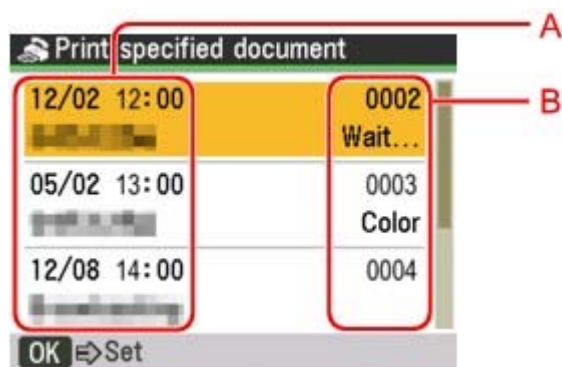 A
Print specified document
12/02 12:00 0002
Wait...
B
05/02 13:00 0003
Color
12/08 14:00 0004
OK Set